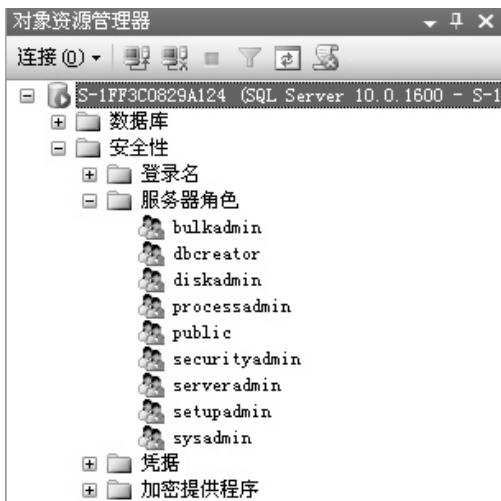 对象资源管理器
连接(O)
S-1FF3C0829A124 (SQL Server 10.0.1600 - S-1
数据库
安全性
登录名
服务器角色
bulkadmin
dbcreator
diskadmin
processadmin
public
securityadmin
serveradmin
setupadmin
sysadmin
凭据
加密提供程序